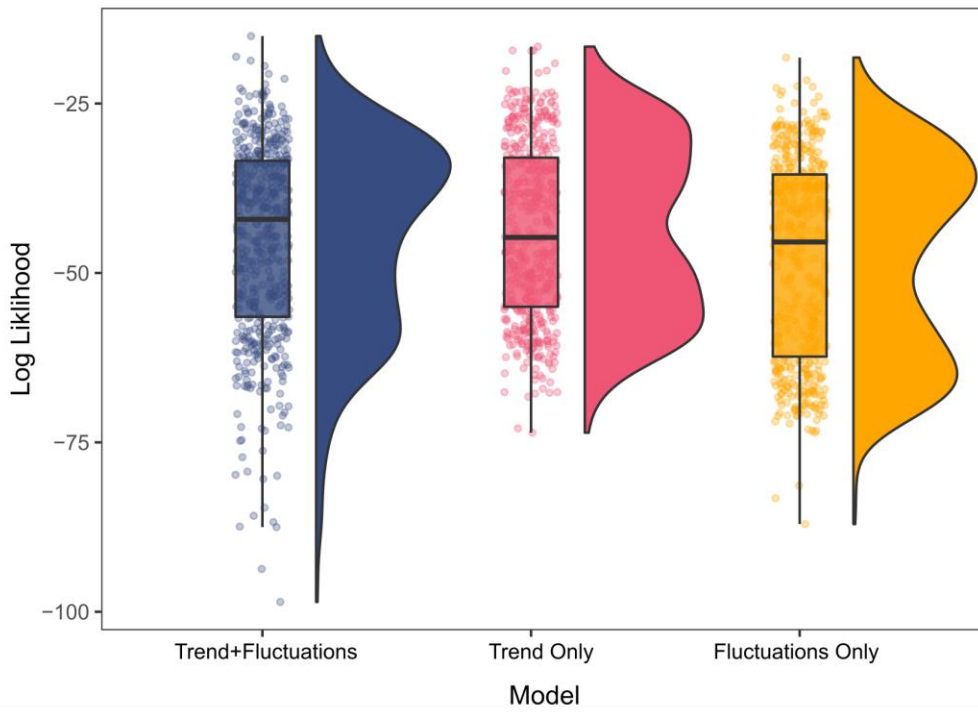 Log Liklihood
−25
−50
−75
−100
Trend+Fluctuations
Trend Only
Fluctuations Only
Model